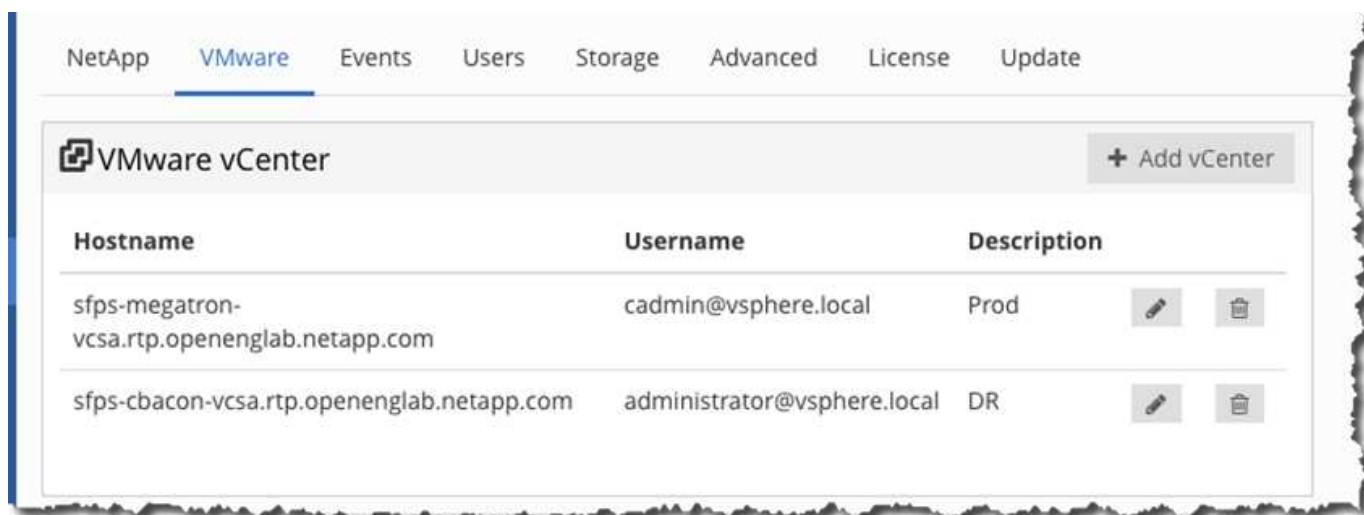 NetApp VMware Events Users Storage Advanced License Update
VMware vCenter + Add vCenter
Hostname Username Description
sfps-megatron- cadmin@vsphere.local Prod
vcsa.rtp.openenglab.netapp.com
sfps-cbacon-vcsa.rtp.openenglab.netapp.com administrator@vsphere.local DR